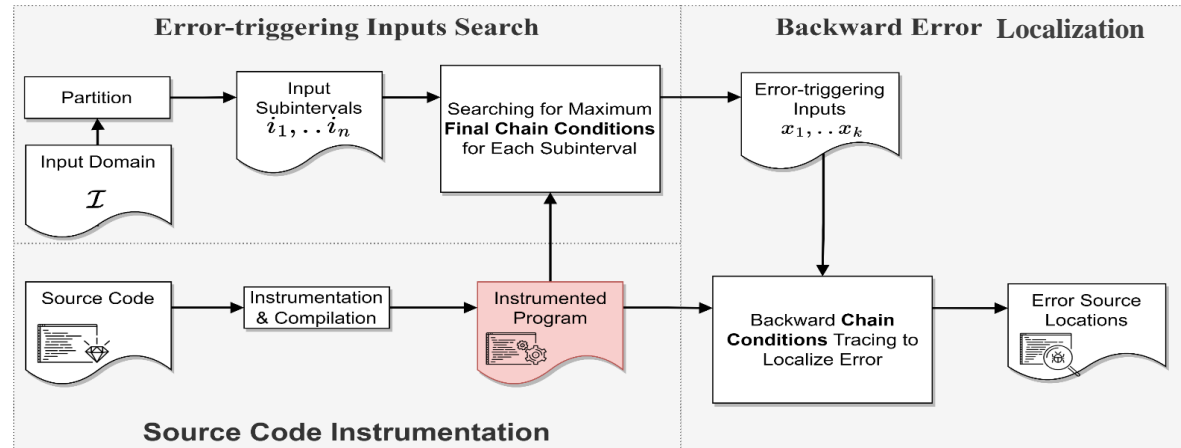 Error-triggering Inputs Search
Partition
Input Domain
𝓘
Input
Subintervals
i₁, . . iₙ
Searching for Maximum
Final Chain Conditions
for Each Subinterval
Source Code
Instrumentation
& Compilation
Instrumented
Program
Source Code Instrumentation
Backward Error Localization
Error-triggering
Inputs
x₁, . . xₖ
Backward Chain
Conditions Tracing to
Localize Error
Error Source
Locations